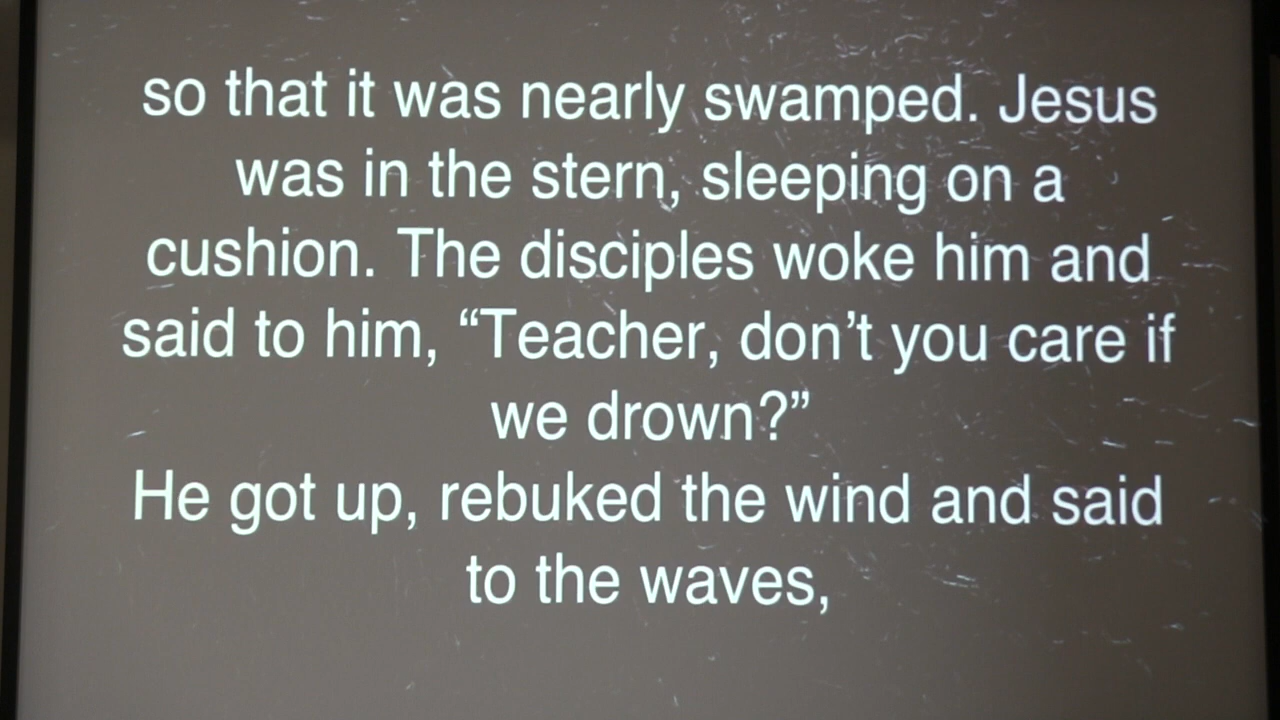 so that it was nearly swamped. Jesus
was in the stern, sleeping on a
cushion. The disciples woke him and
said to him, “Teacher, don’t you care if
we drown?”
He got up, rebuked the wind and said
to the waves,